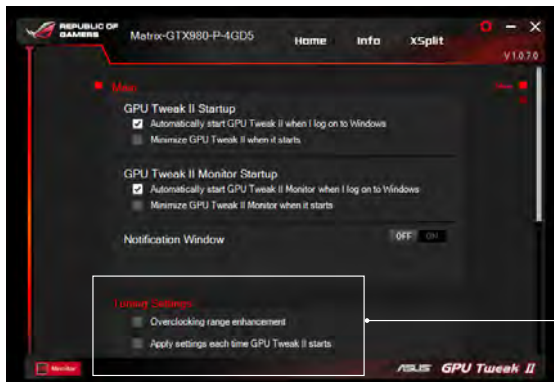 REPUBLIC OF
GAMERS
Matrix-GTX980-P-4GD5
Home Info XSplit
V1.0.7.0
Main
GPU Tweak II Startup
Automatically start GPU Tweak II when I log on to Windows
Minimize GPU Tweak II when it starts
GPU Tweak II Monitor Startup
Automatically start GPU Tweak II Monitor when I log on to Windows
Minimize GPU Tweak II Monitor when it starts
Notification Window
OFF ON
Tuning Settings
Overclocking range enhancement
Apply settings each time GPU Tweak II starts
Monitor
ASUS GPU Tweak II